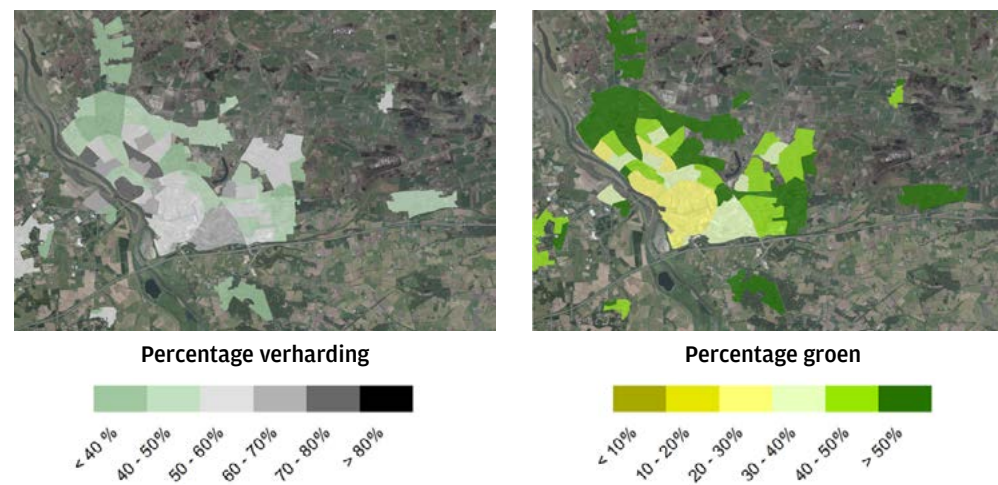 Percentage verharding
< 40 %
40 - 50%
50 - 60%
60 - 70%
70 - 80%
> 80%
Percentage groen
< 10%
10 - 20%
20 - 30%
30 - 40%
40 - 50%
> 50%